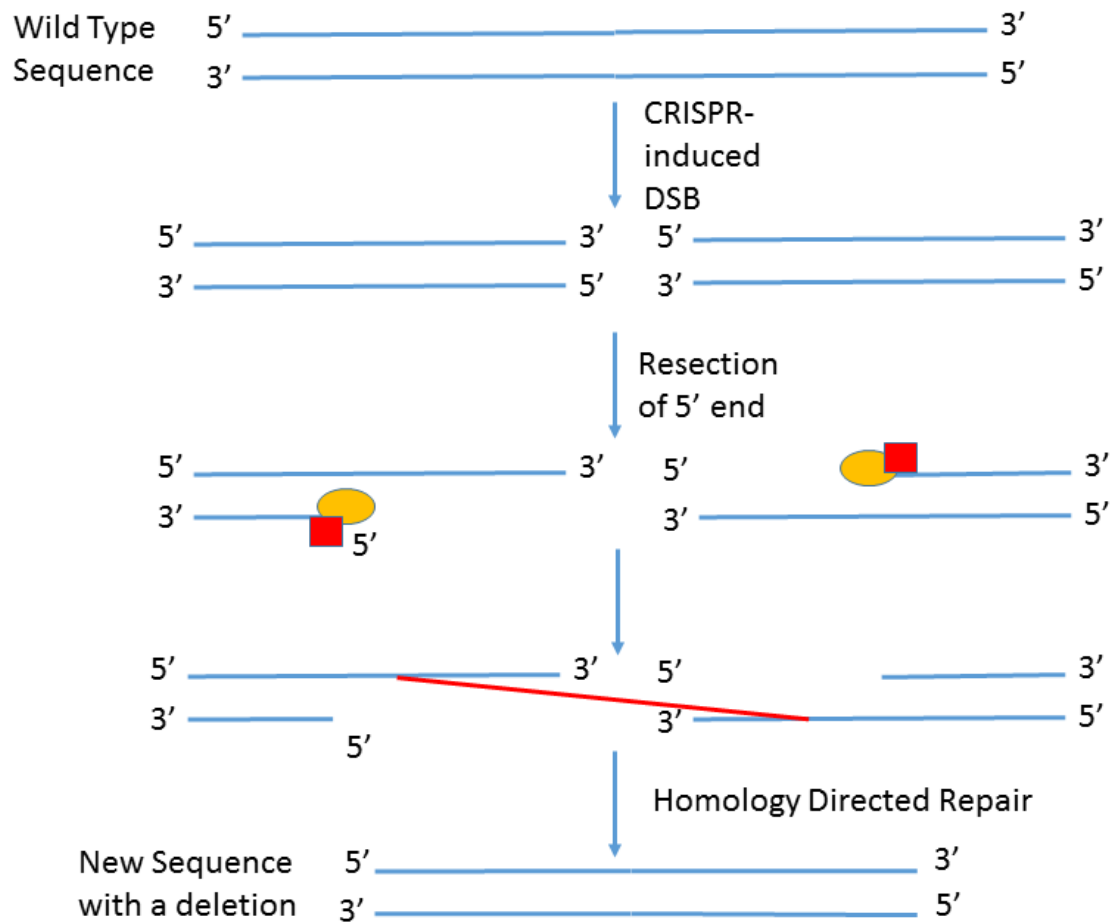 Wild Type 5’ 3’
Sequence 3’ 5’
CRISPR-
induced
DSB
5’ 3’ 5’ 3’
3’ 5’ 3’ 5’
Resection
of 5’ end
5’ 3’ 5’ 3’
3’ 5’ 3’ 5’
5’ 3’ 5’ 3’
3’ 3’ 5’
5’
Homology Directed Repair
New Sequence 5’ 3’
with a deletion 3’ 5’